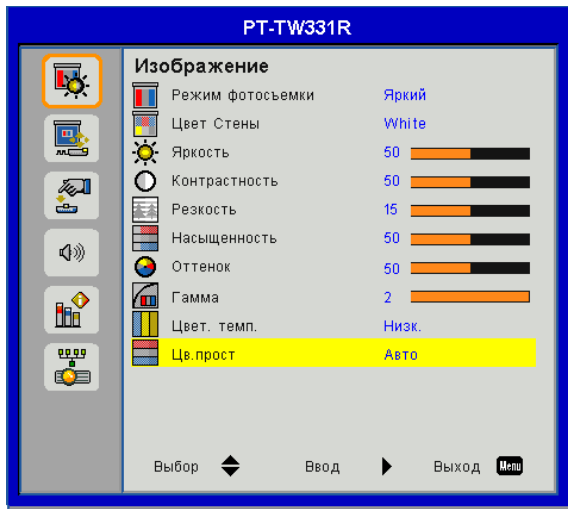 PT-TW331R
Изображение
Режим фотосъемки Яркий
Цвет Стены White
Яркость 50
Контрастность 50
Резкость 15
Насыщенность 50
Оттенок 50
Гамма 2
Цвет. темп. Низк.
Цв.прост Авто
Выбор Ввод Выход Menu